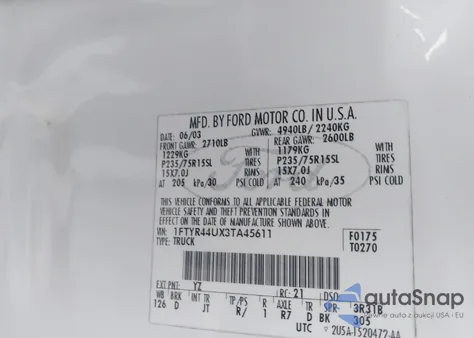 MFD. BY FORD MOTOR CO. IN U.S.A.
DATE: 06/03 GVWR: 4940LB/ 2240KG
FRONT GAWR: 2710LB REAR GAWR: 2600LB
1229KG WITH 1179KG WITH
P235/75R15SL TIRES P235/75R15SL TIRES
15X7.0J RIMS 15X7.0J RIMS
AT 205 kPa/30 PSI COLD AT 240 kPa/35 PSI COLD
THIS VEHICLE CONFORMS TO ALL APPLICABLE FEDERAL MOTOR
VEHICLE SAFETY AND THEFT PREVENTION STANDARDS IN
EFFECT ON THE DATE OF MANUFACTURE SHOWN ABOVE.
VIN: 1FTYR44UX3TA45611 F0175
TYPE: TRUCK T0270
Ford
EXT PNT: YZ RC: 21 DSO:
WB BRK INT TR TP/PS R AXLE TR SPR 3R31B
126 D JT R/ 1 R7 D BK 305
UTC ▽ 2U5A-1520472-AA
autoSnap
Pewne auta z aukcji USA i EU